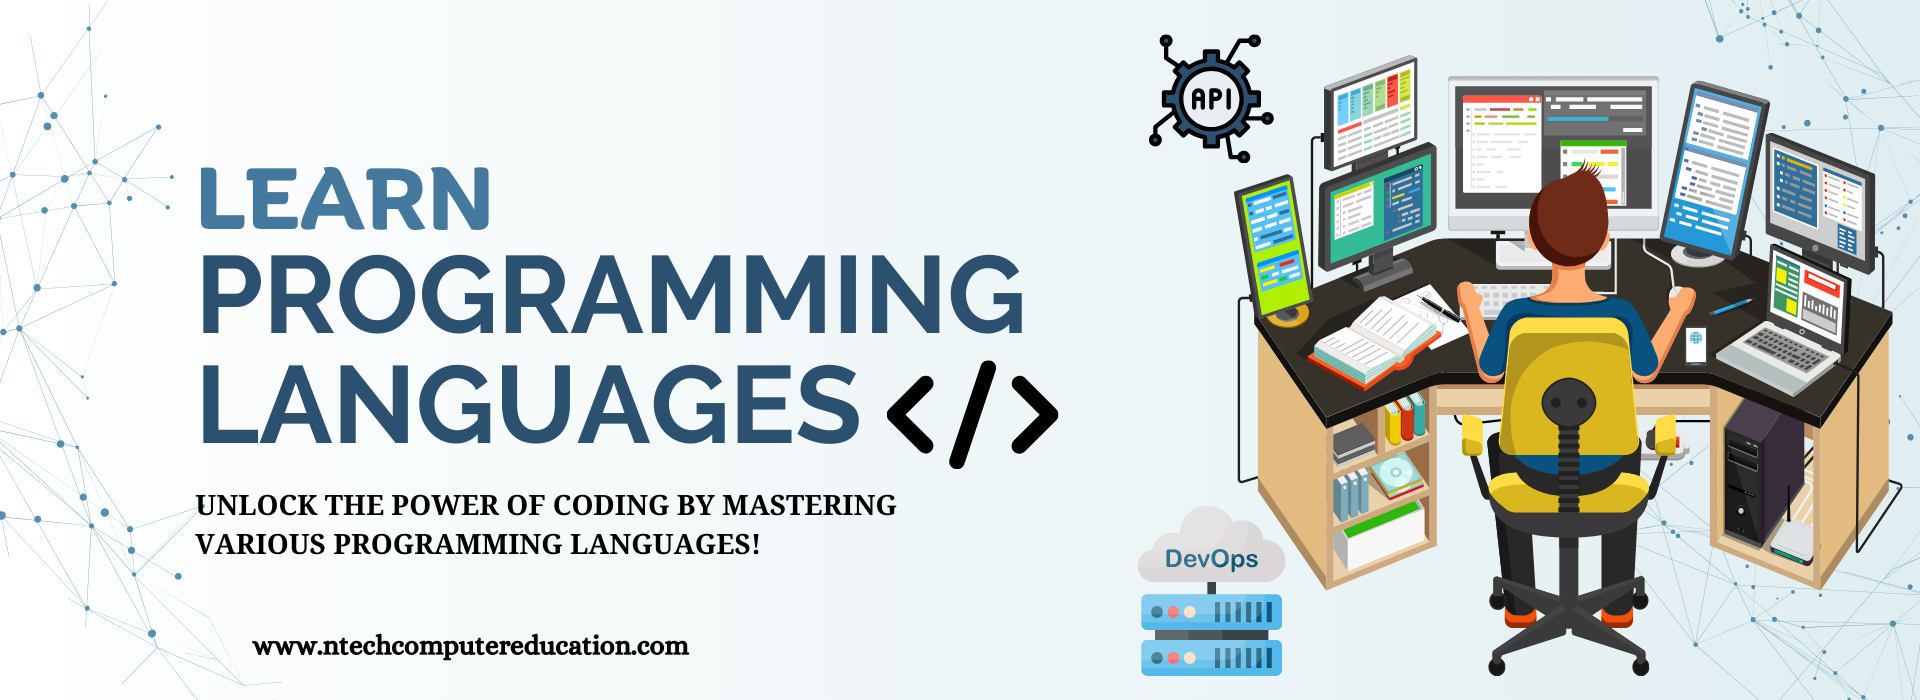 LEARN
PROGRAMMING
LANGUAGES </>
UNLOCK THE POWER OF CODING BY MASTERING
VARIOUS PROGRAMMING LANGUAGES!
www.ntechcomputereducation.com
API
DevOps